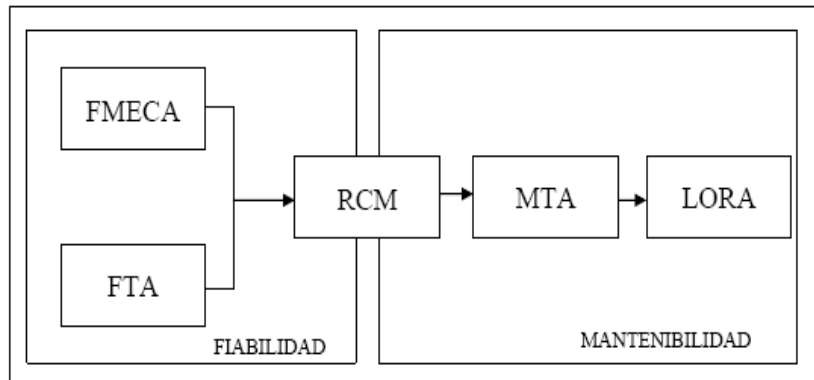 FMECA
FTA
RCM
MTA
LORA
FIABILIDAD
MANTENIBILIDAD